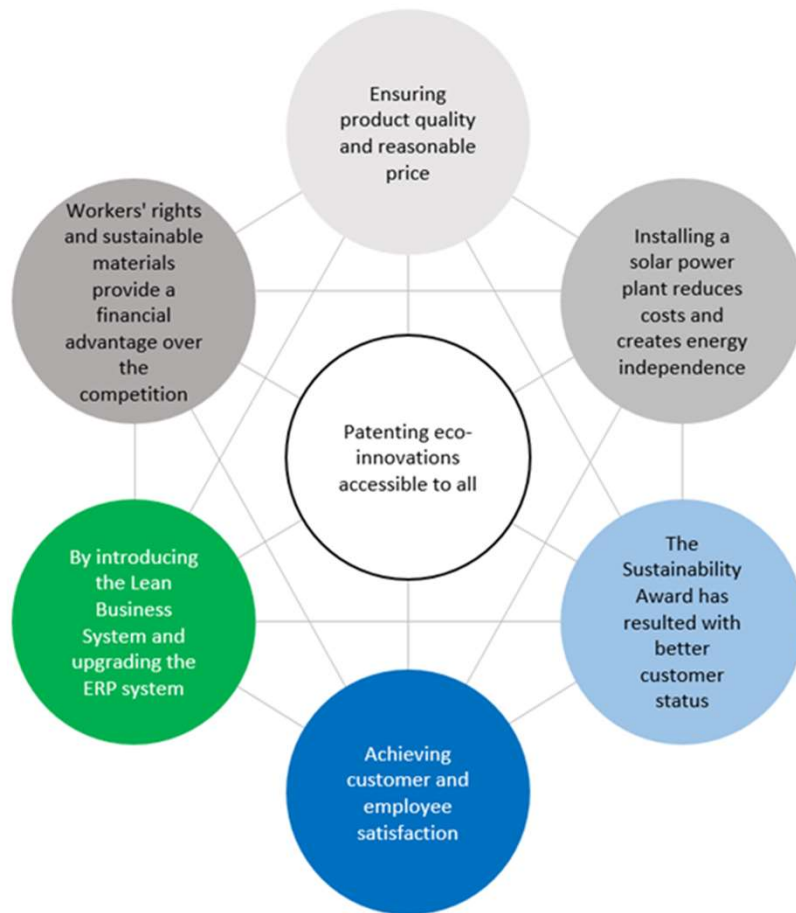 Ensuring
product quality
and reasonable
price
Workers' rights
and sustainable
materials
provide a
financial
advantage over
the
competition
Installing a
solar power
plant reduces
costs and
creates energy
independence
Patenting eco-
innovations
accessible to all
By introducing
the Lean
Business
System and
upgrading the
ERP system
The
Sustainability
Award has
resulted with
better
customer
status
Achieving
customer and
employee
satisfaction